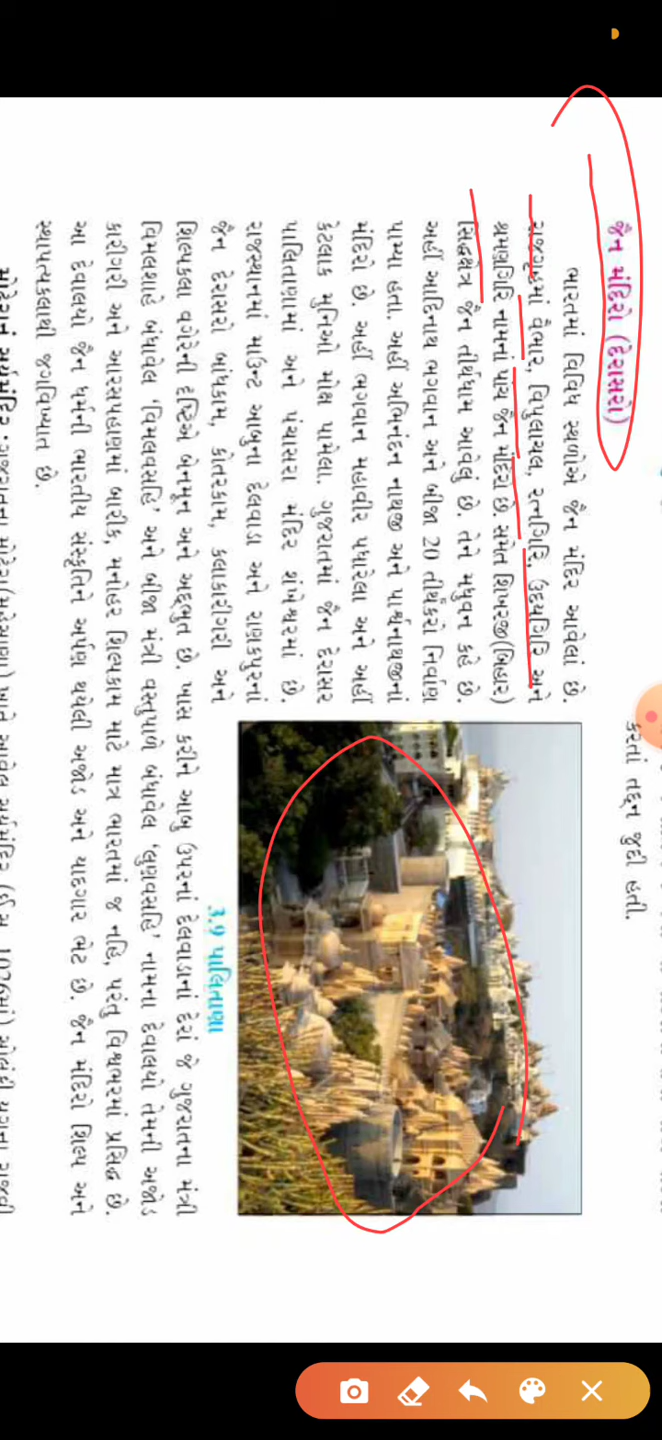 કરતાં તદ્દન જુદી હતી.
જૈન મંદિરો (દેરાસરો)
ભારતમાં વિવિધ સ્થળોએ જૈન મંદિર આવેલાં છે.
રાજગૃહમાં વૈભાર, વિપુલાચલ, રત્નગિરિ, ઉદયગિરિ અને
શ્રમણગિરિ નામનાં પાંચ જૈન મંદિરો છે. સમેત શિખરજી(બિહાર)
સિદ્ધક્ષેત્ર જૈન તીર્થધામ આવેલું છે. તેને મધુવન કહે છે.
અહીં આદિનાથ ભગવાન અને બીજા 20 તીર્થંકરો નિર્વાણ
પામ્યા હતા. અહીં અભિનંદન નાથજી અને પાર્શ્વનાથજીનાં
મંદિરો છે. અહીં ભગવાન મહાવીર પધારેલા અને અહીં
કેટલાક મુનિઓ મોક્ષ પામેલા. ગુજરાતમાં જૈન દેરાસર
પાલિતાણામાં અને પંચાસરા મંદિર શંખેશ્વરમાં છે.
રાજસ્થાનમાં માઉન્ટ આબુના દેલવાડા અને રાણકપુરનાં
જૈન દેરાસરો બાંધકામ, કોતરકામ, કલાકારીગરી અને
શિલ્પકલા વગેરેની દૃષ્ટિએ બેનમૂન અને અદ્ભુત છે. ખાસ કરીને આબુ ઉપરનાં દેલવાડાનાં દેરાં જે ગુજરાતના મંત્રી
વિમલશાહે બંધાવેલ ‘વિમલવસહિ’ અને બીજા મંત્રી વસ્તુપાળે બંધાવેલ ‘લુણવસહિ’ નામના દેવાલયો તેમની અજોડ
કારીગરી અને આરસપહાણમાં બારીક, મનોહર શિલ્પકામ માટે માત્ર ભારતમાં જ નહિ, પરંતુ વિશ્વભરમાં પ્રસિદ્ધ છે.
આ દેવાલયો જૈન ધર્મની ભારતીય સંસ્કૃતિને અર્પણ થયેલી અજોડ અને યાદગાર ભેટ છે. જૈન મંદિરો શિલ્પ અને
સ્થાપત્યકલાથી જગવિખ્યાત છે.
3.9 પાલિતાણા